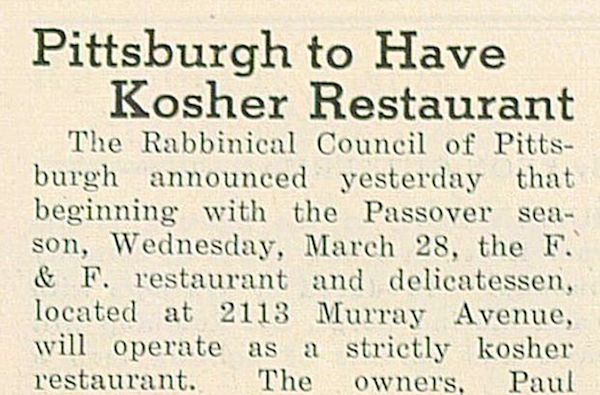 Pittsburgh to Have
Kosher Restaurant
The Rabbinical Council of Pitts-
burgh announced yesterday that
beginning with the Passover sea-
son, Wednesday, March 28, the F.
& F. restaurant and delicatessen,
located at 2113 Murray Avenue,
will operate as a strictly kosher
restaurant. The owners, Paul